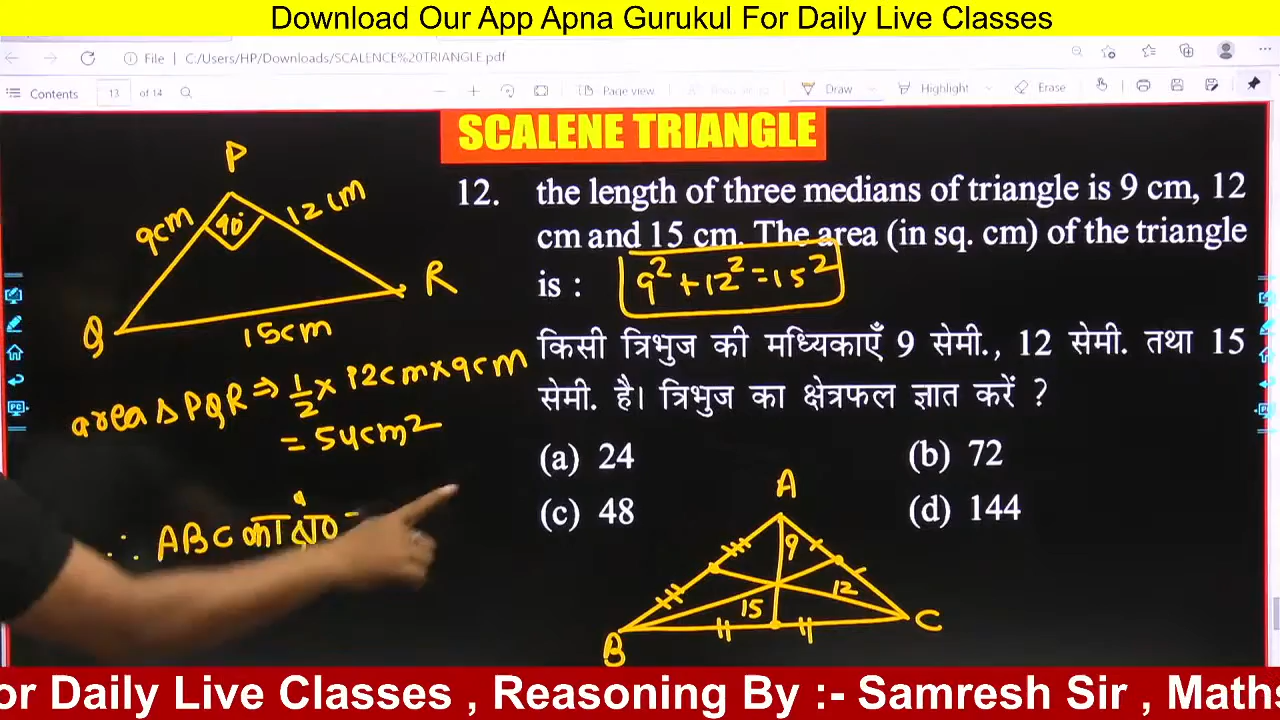 Download Our App Apna Gurukul For Daily Live Classes
File | C:/Users/HP/Downloads/SCALENCE%20TRIANGLE.pdf
Contents 13 of 14
Page view
Draw
Highlight
Erase
SCALENE TRIANGLE
P
9cm
90°
12cm
Q
15cm
R
area △PQR ⇒ 1/2 × 12cm×9cm
= 54cm2
∴ ABC का क्षे०
12. the length of three medians of triangle is 9 cm, 12
cm and 15 cm. The area (in sq. cm) of the triangle
is :
9²+12²=15²
किसी त्रिभुज की मध्यिकाएँ 9 सेमी., 12 सेमी. तथा 15
सेमी. है। त्रिभुज का क्षेत्रफल ज्ञात करें ?
(a) 24 (b) 72
(c) 48 (d) 144
A
9
12
15
B
C
or Daily Live Classes , Reasoning By :- Samresh Sir , Maths